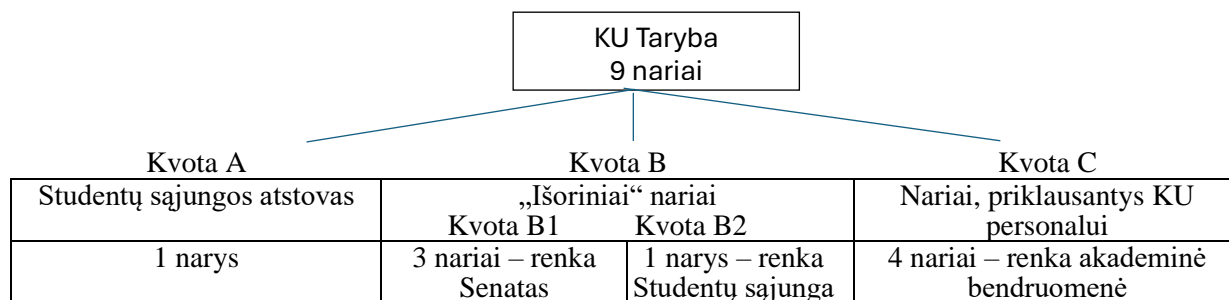 KU Taryba
9 nariai
Kvota A
Kvota B
Kvota C
Studentų sąjungos atstovas
„Išoriniai“ nariai
Kvota B1 Kvota B2
Nariai, priklausantys KU
personalui
1 narys
3 nariai – renka
Senatas
1 narys – renka
Studentų sąjunga
4 nariai – renka akademinė
bendruomenė